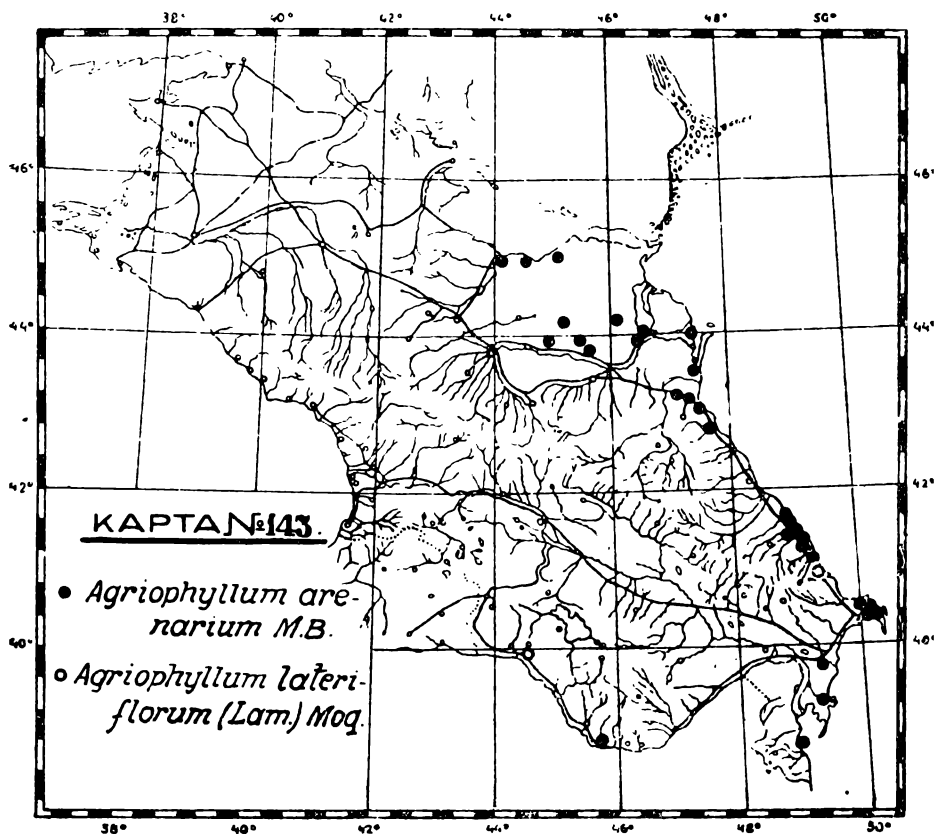 38° 40° 42° 44° 46° 48° 50°
46° 46°
44° 44°
42° 42°
КАРТА №143.
● Agriophyllum are-
narium M.B.
○ Agriophyllum lateri-
florum (Lam.) Moq.
40° 40°
38° 40° 42° 44° 46° 48° 50°